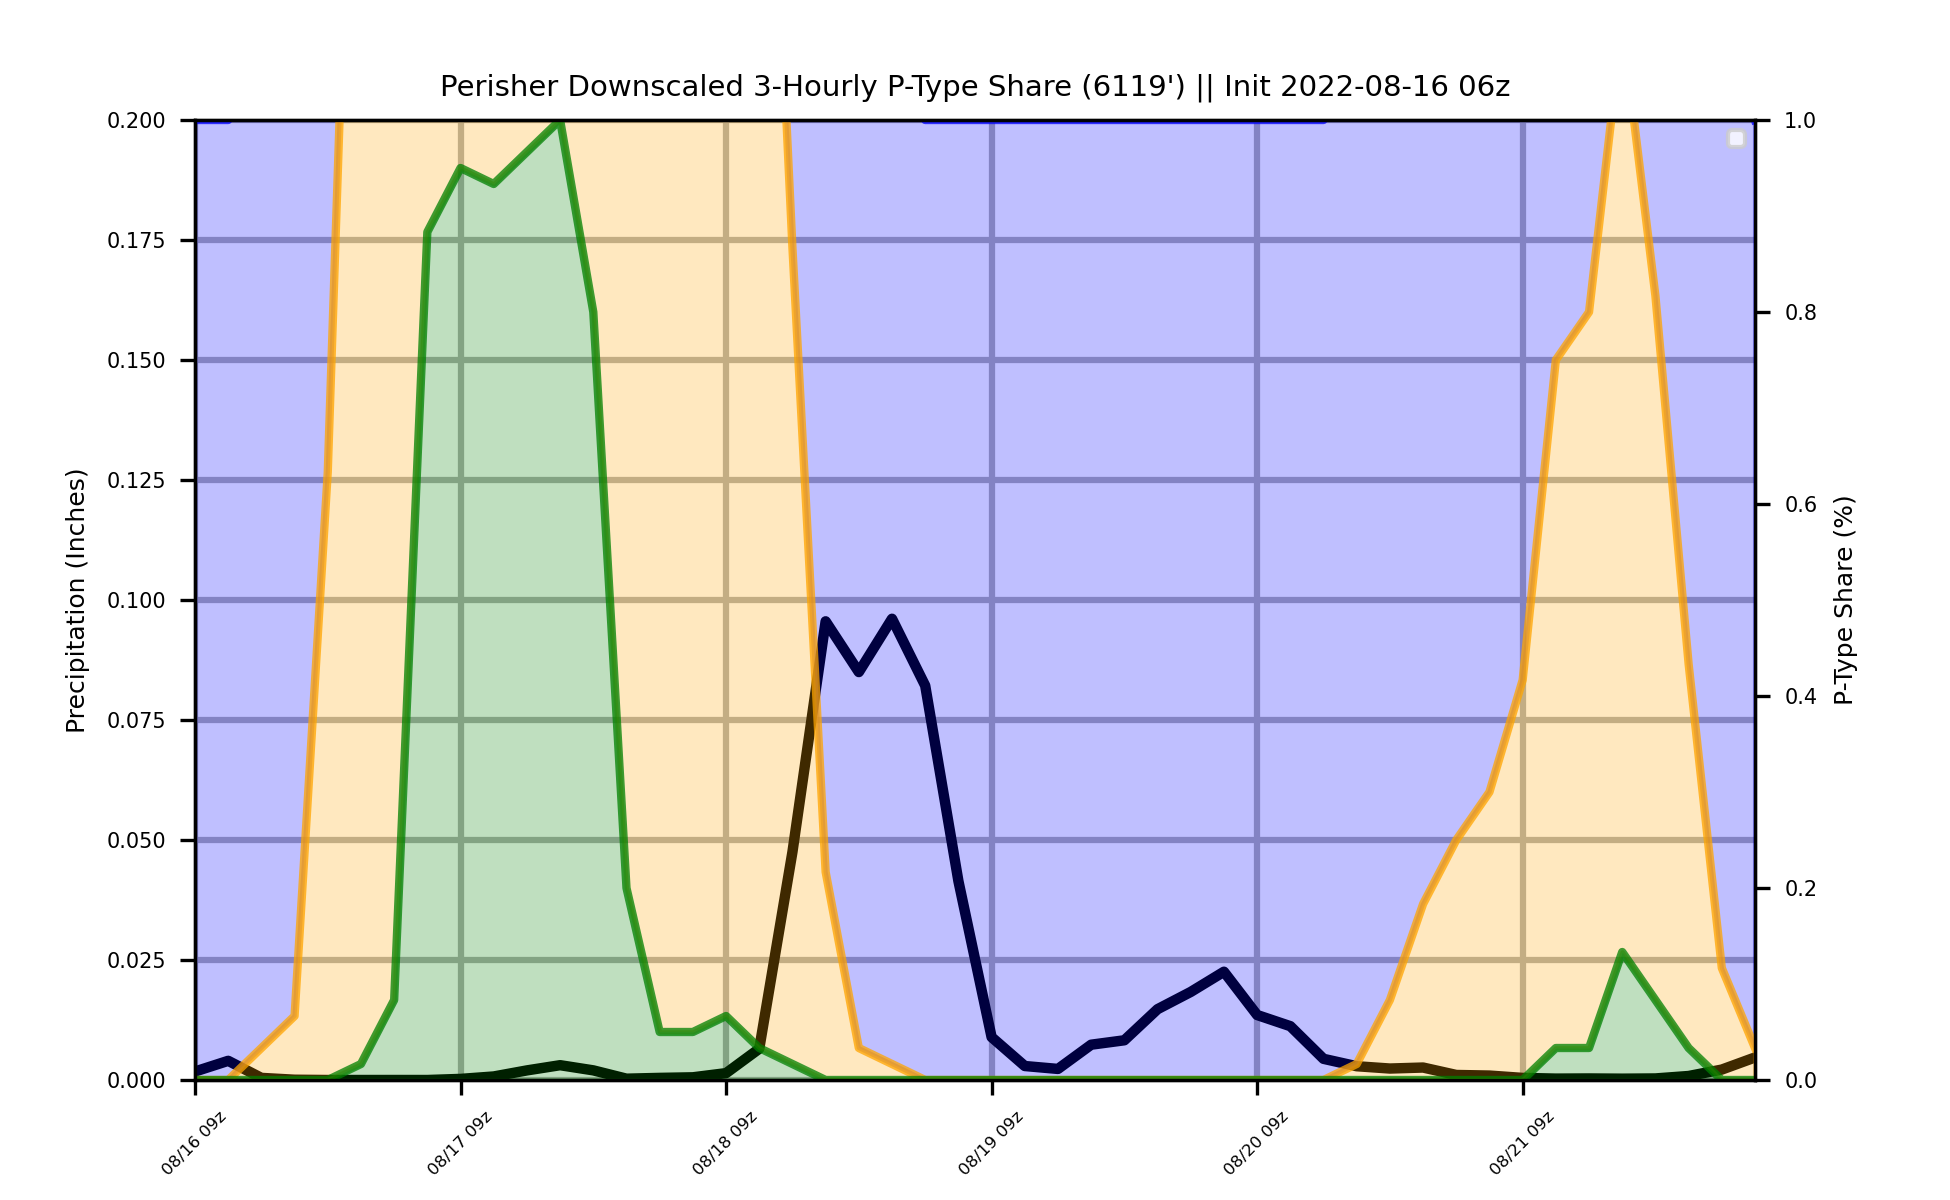 Perisher Downscaled 3-Hourly P-Type Share (6119') || Init 2022-08-16 06z
Precipitation (Inches)
0.200
0.175
0.150
0.125
0.100
0.075
0.050
0.025
0.000
1.0
0.8
0.6
0.4
0.2
0.0
P-Type Share (%)
08/16 09z
08/17 09z
08/18 09z
08/19 09z
08/20 09z
08/21 09z